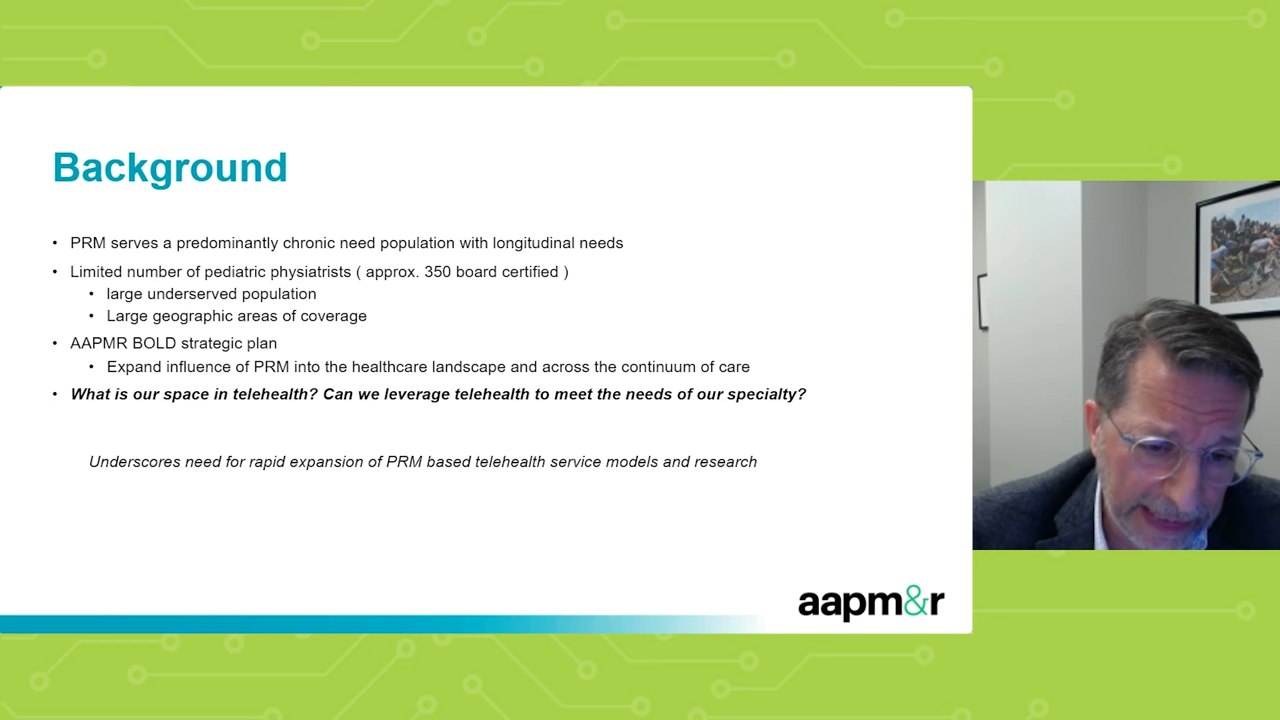 Background
• PRM serves a predominantly chronic need population with longitudinal needs
• Limited number of pediatric physiatrists ( approx. 350 board certified )
• large underserved population
• Large geographic areas of coverage
• AAPMR BOLD strategic plan
• Expand influence of PRM into the healthcare landscape and across the continuum of care
• What is our space in telehealth? Can we leverage telehealth to meet the needs of our specialty?
Underscores need for rapid expansion of PRM based telehealth service models and research
aapm&r